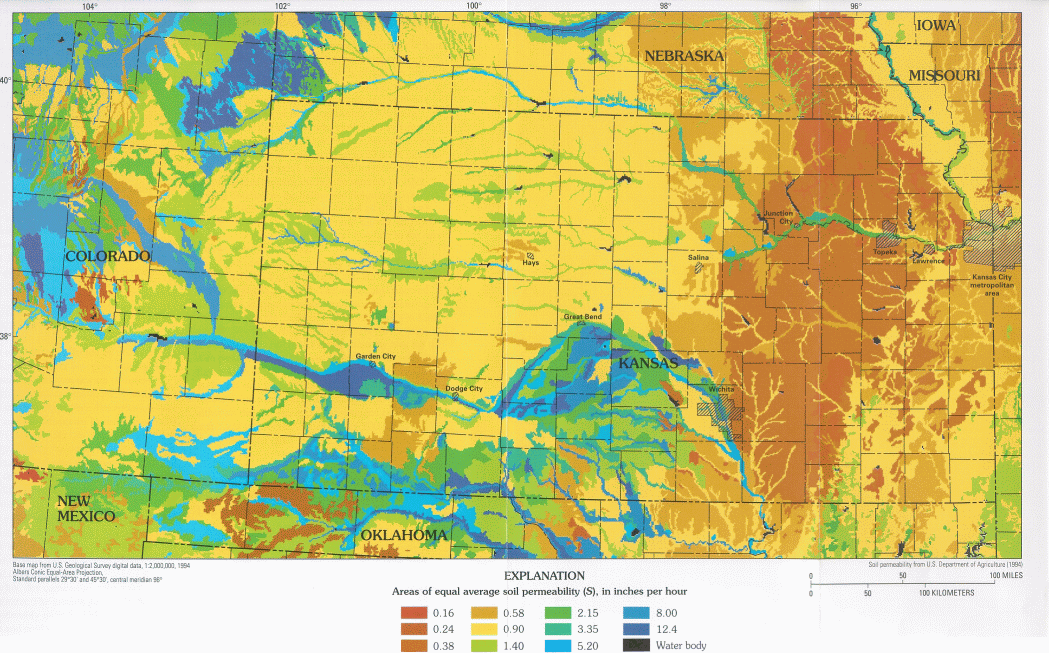 104° 102° 100° 98° 96°
IOWA
NEBRASKA
MISSOURI
40°
Junction
City
Topeka
Lawrence
COLORADO
Hays
Salina
Kansas City
metropolitan
area
Great Bend
38°
Garden City
KANSAS
Dodge City
Wichita
NEW
MEXICO
OKLAHOMA
Base map from U.S. Geological Survey digital data, 1:2,000,000, 1994
Albers Conic Equal-Area Projection,
Standard parallels 29°30' and 45°30', central meridian 96°
Soil permeability from U.S. Department of Agriculture (1994)
EXPLANATION
0 50 100 MILES
0 50 100 KILOMETERS
Areas of equal average soil permeability (S), in inches per hour
0.16 0.58 2.15 8.00
0.24 0.90 3.35 12.4
0.38 1.40 5.20 Water body